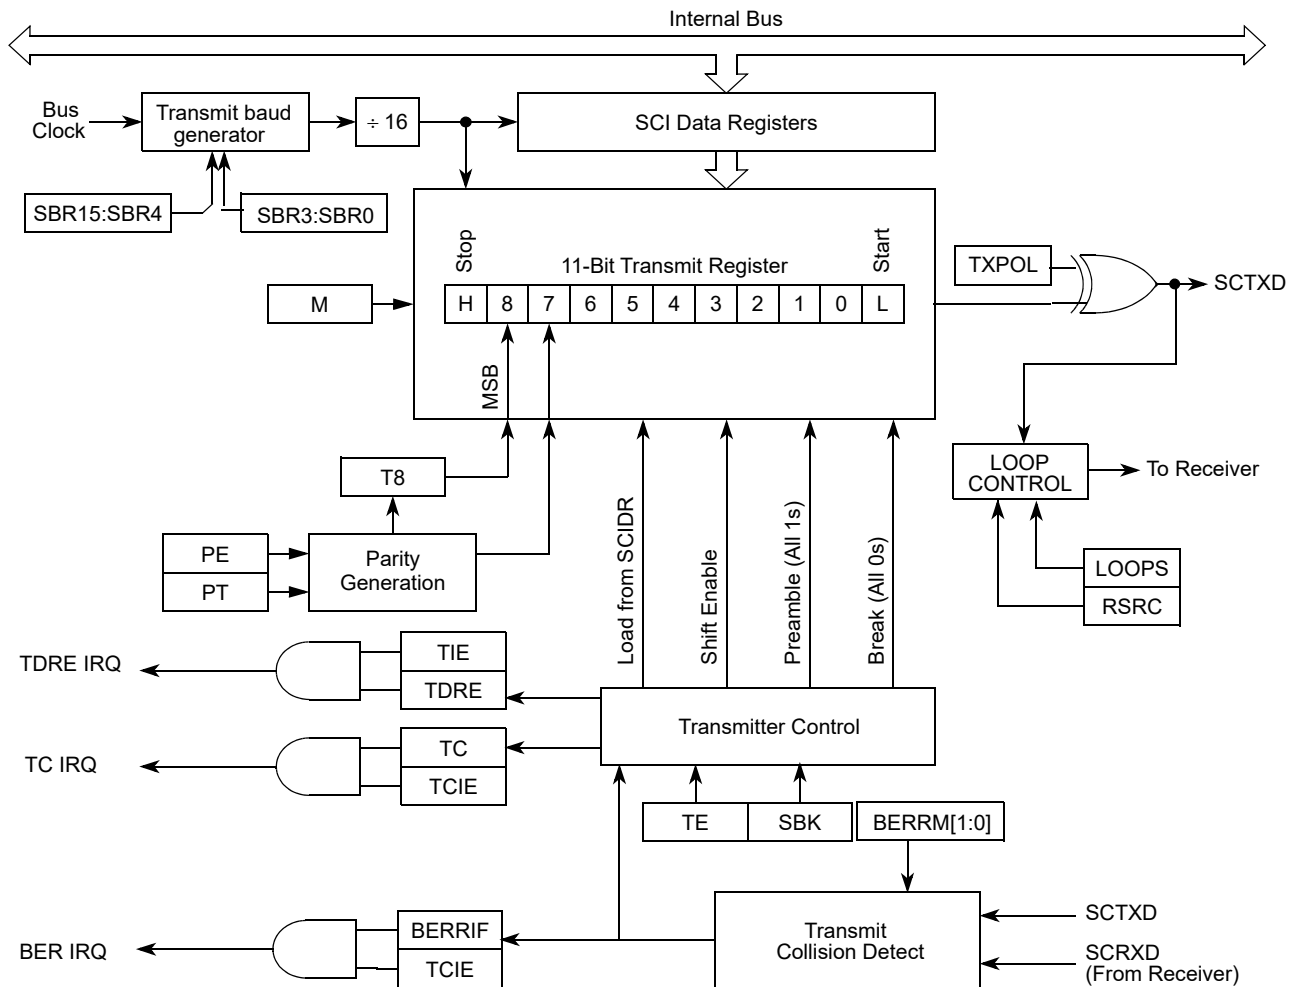 Internal Bus
Bus
Clock
Transmit baud
generator
÷ 16
SCI Data Registers
SBR15:SBR4
SBR3:SBR0
Stop
11-Bit Transmit Register
Start
TXPOL
SCTXD
M
H 8 7 6 5 4 3 2 1 0 L
MSB
T8
LOOP
CONTROL
To Receiver
PE
PT
Parity
Generation
Load from SCIDR
Shift Enable
Preamble (All 1s)
Break (All 0s)
LOOPS
RSRC
TDRE IRQ
TIE
TDRE
Transmitter Control
TC IRQ
TC
TCIE
TE
SBK
BERRM[1:0]
BER IRQ
BERRIF
TCIE
Transmit
Collision Detect
SCTXD
SCRXD
(From Receiver)